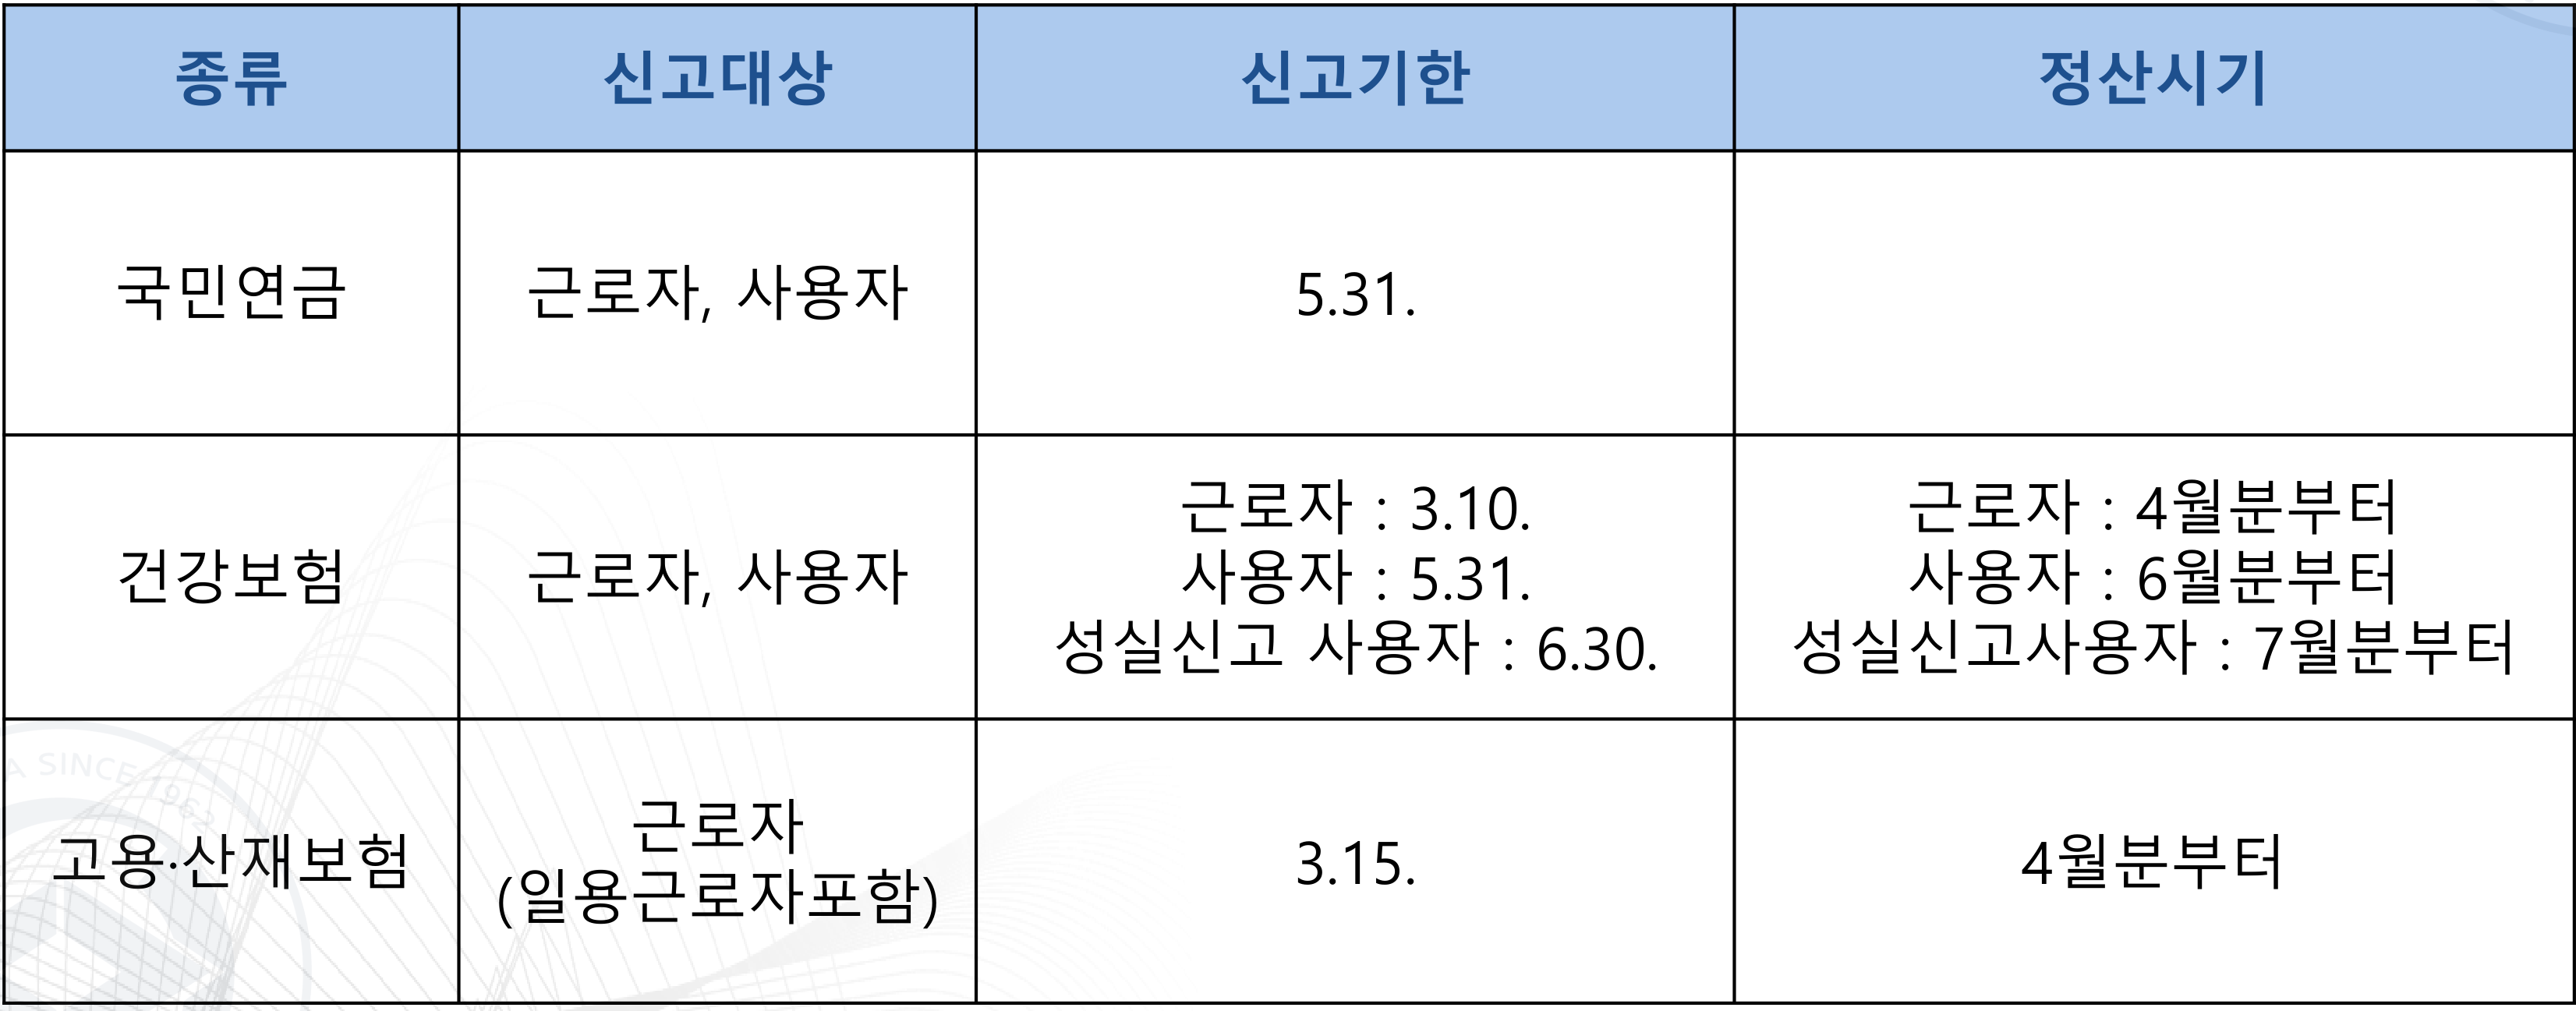 종류 신고대상 신고기한 정산시기
국민연금 근로자, 사용자 5.31.
건강보험 근로자, 사용자
근로자 : 3.10.
사용자 : 5.31.
성실신고 사용자 : 6.30.
근로자 : 4월분부터
사용자 : 6월분부터
성실신고사용자 : 7월분부터
고용·산재보험
근로자
(일용근로자포함)
3.15.
4월분부터
A SINCE 1962